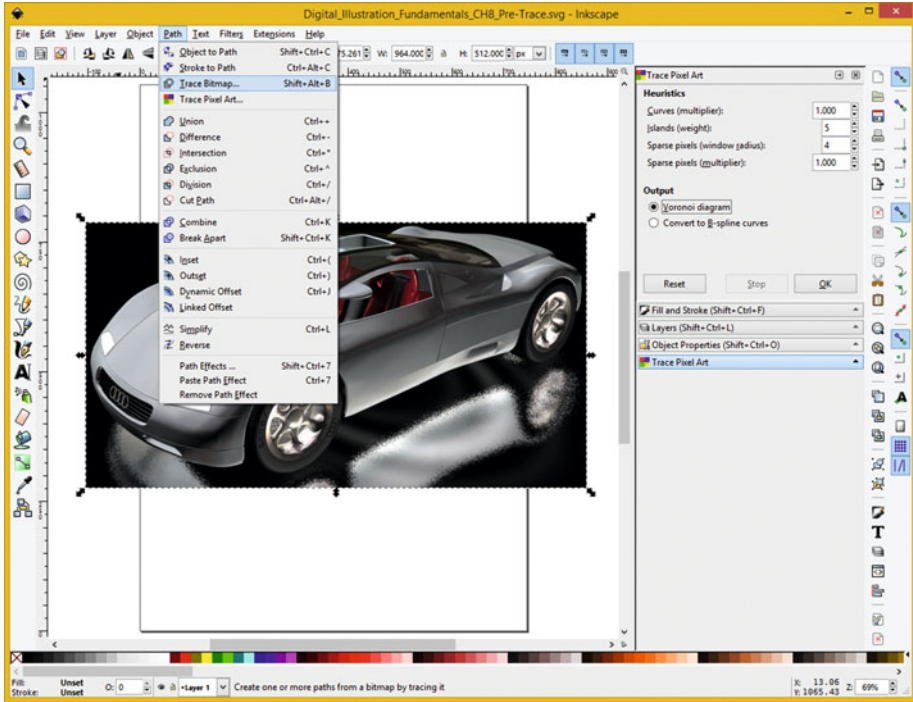 Digital_Illustration_Fundamentals_CH8_Pre-Trace.svg - Inkscape
File Edit View Layer Object Path Text Filters Extensions Help
W: 964.000 H: 512.000 px
Object to Path Shift+Ctrl+C
Stroke to Path Ctrl+Alt+C
Trace Bitmap... Shift+Alt+B
Trace Pixel Art...
Union Ctrl++
Difference Ctrl+-
Intersection Ctrl+*
Exclusion Ctrl+^
Division Ctrl+/
Cut Path Ctrl+Alt+/
Combine Ctrl+K
Break Apart Shift+Ctrl+K
Inset Ctrl+(
Outset Ctrl+)
Dynamic Offset Ctrl+J
Linked Offset
Simplify Ctrl+L
Reverse
Path Effects ... Shift+Ctrl+7
Paste Path Effect Ctrl+7
Remove Path Effect
Trace Pixel Art
Heuristics
Curves (multiplier): 1.000
Islands (weight): 5
Sparse pixels (window radius): 4
Sparse pixels (multiplier): 1.000
Output
Voronoi diagram
Convert to B-spline curves
Reset Stop OK
Fill and Stroke (Shift+Ctrl+F)
Layers (Shift+Ctrl+L)
Object Properties (Shift+Ctrl+O)
Trace Pixel Art
Fill: Unset
Stroke: Unset
O: 0
Layer 1
Create one or more paths from a bitmap by tracing it
X: 13.06
Y: 1065.43
Z: 69%